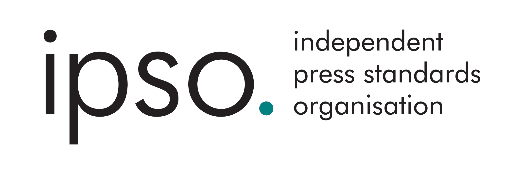 ipso.
independent
press standards
organisation